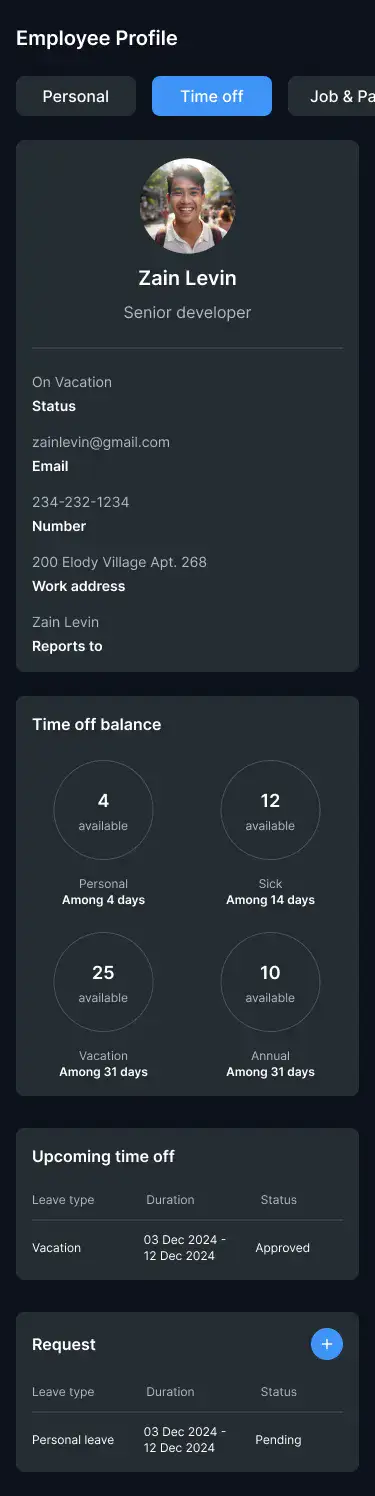 Employee Profile
Personal
Time off
Job & Pa
Zain Levin
Senior developer
On Vacation
Status
zainlevin@gmail.com
Email
234-232-1234
Number
200 Elody Village Apt. 268
Work address
Zain Levin
Reports to
Time off balance
4
available
Personal
Among 4 days
12
available
Sick
Among 14 days
25
available
Vacation
Among 31 days
10
available
Annual
Among 31 days
Upcoming time off
Leave type Duration Status
Vacation 03 Dec 2024 - Approved
12 Dec 2024
Request +
Leave type Duration Status
Personal leave 03 Dec 2024 - Pending
12 Dec 2024